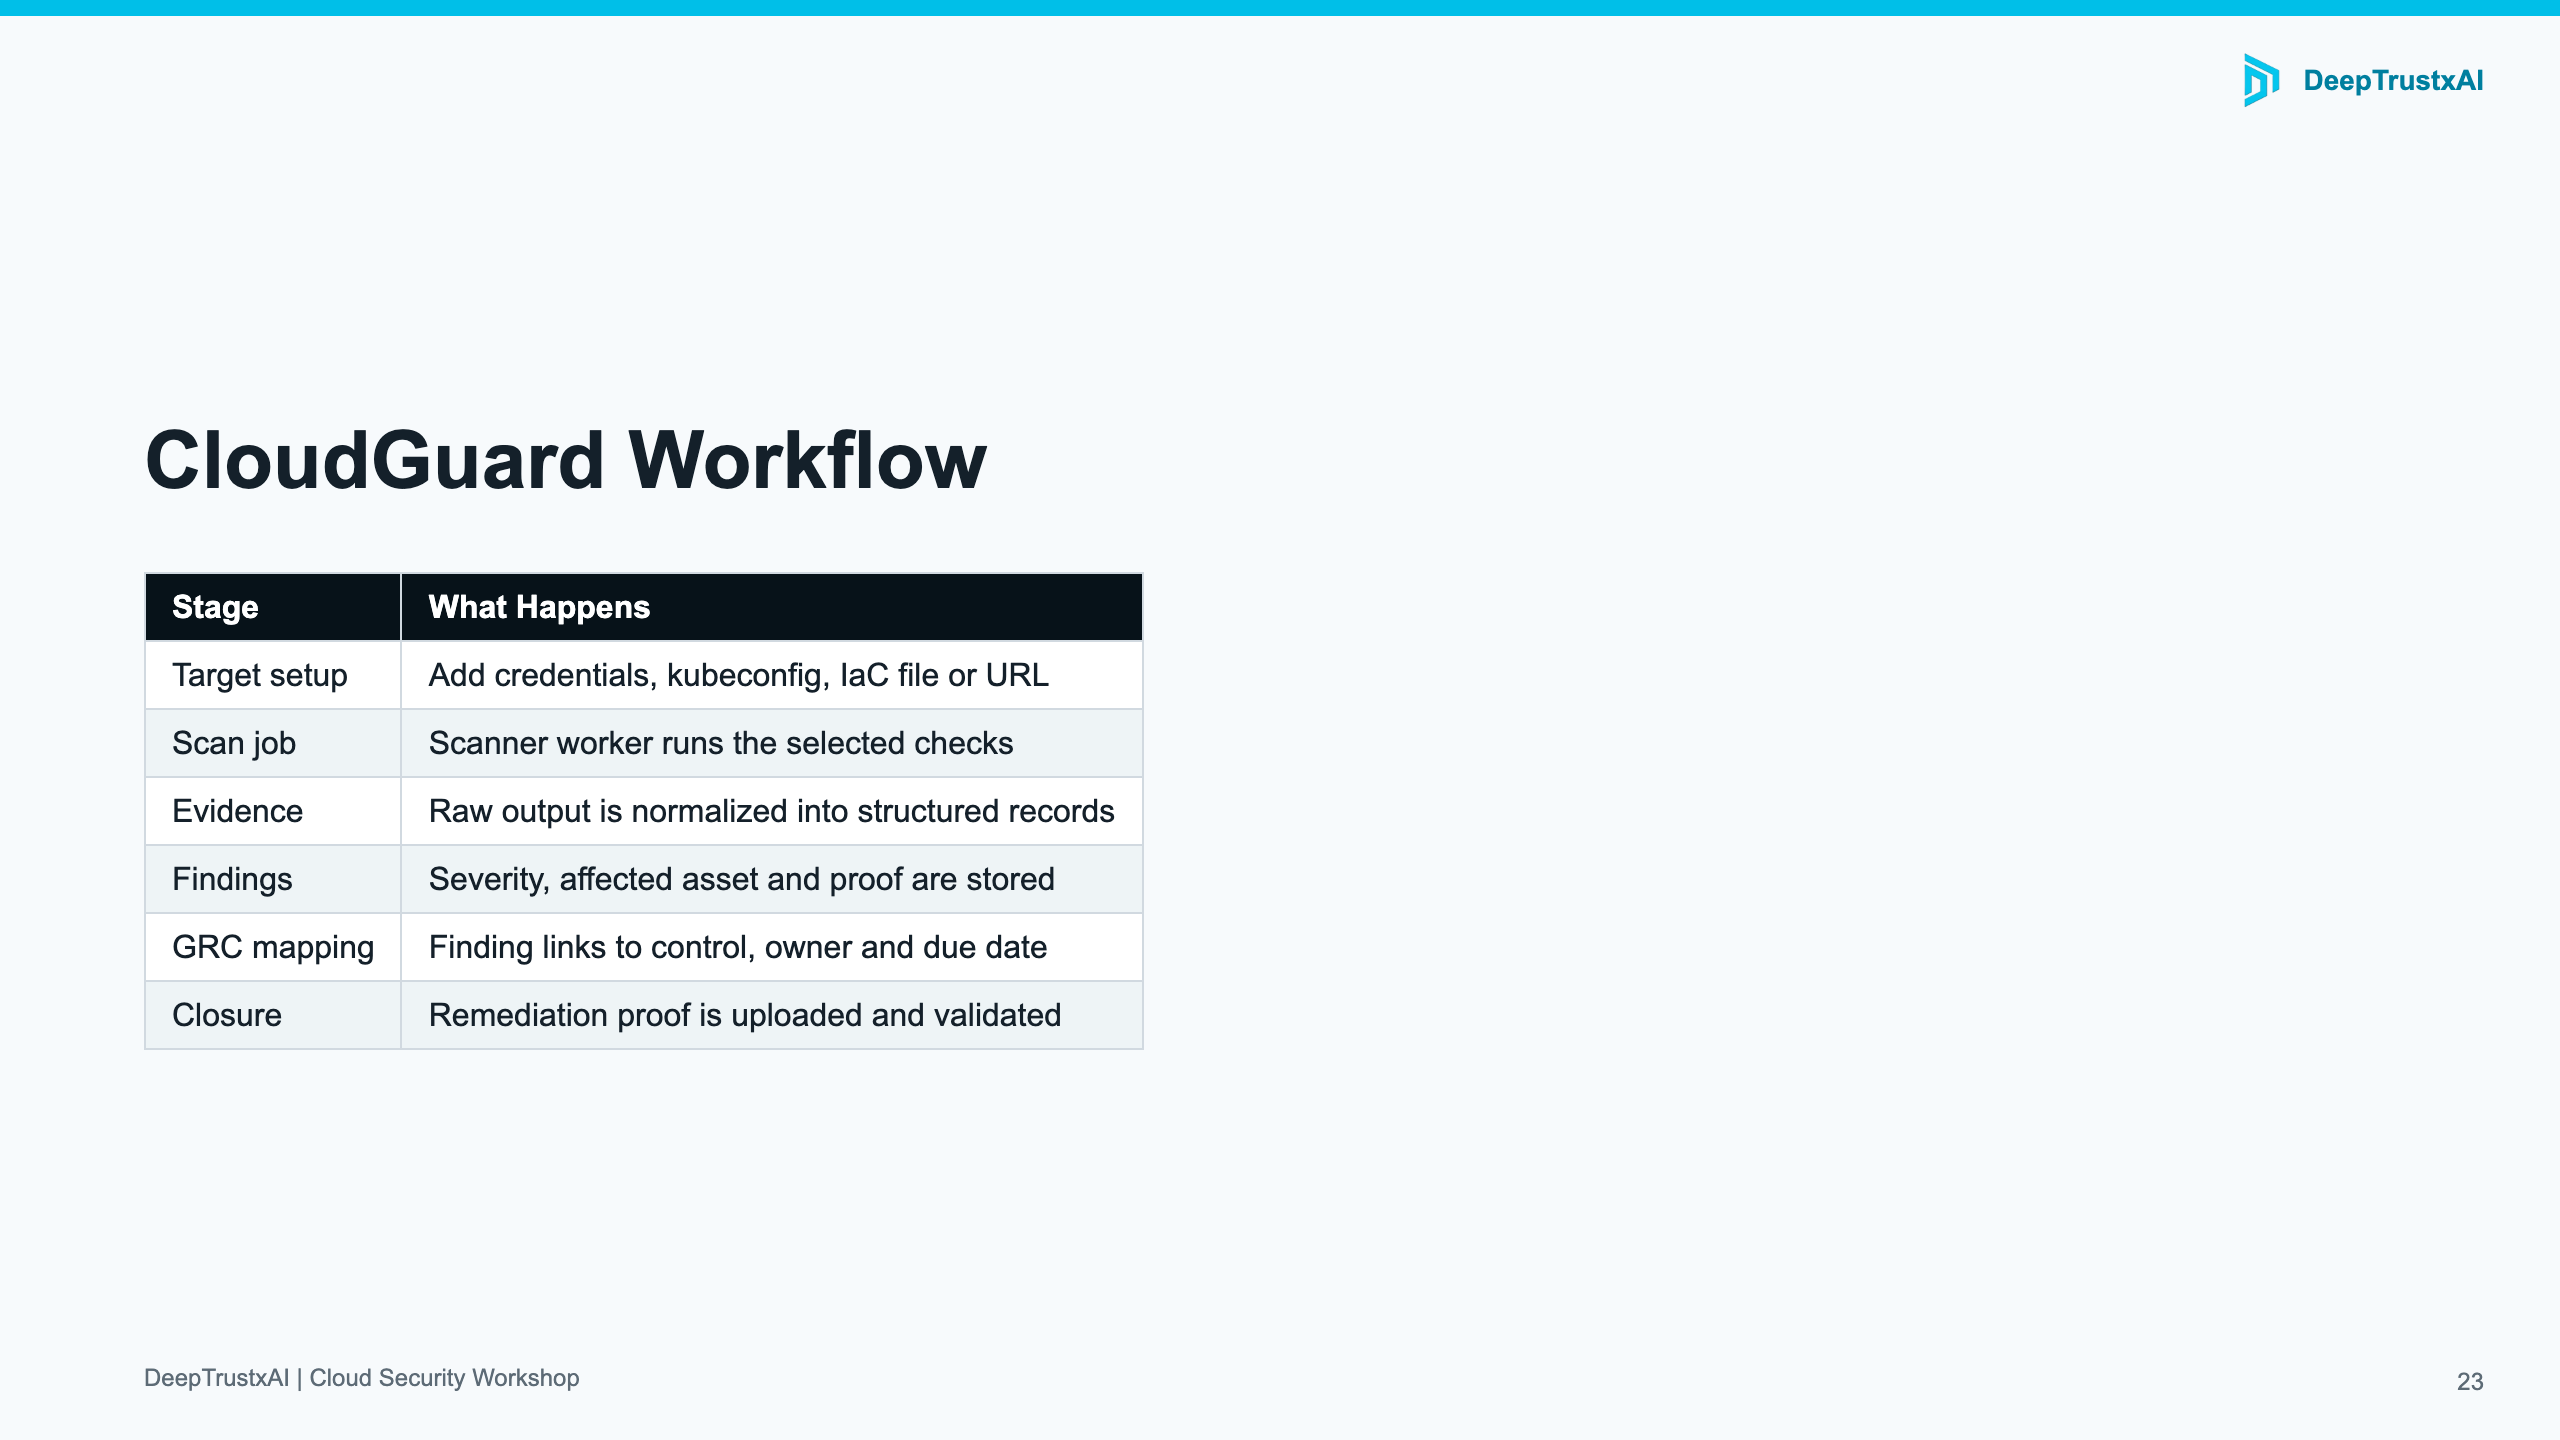 DeepTrustxAI
CloudGuard Workflow
Stage What Happens
Target setup Add credentials, kubeconfig, IaC file or URL
Scan job Scanner worker runs the selected checks
Evidence Raw output is normalized into structured records
Findings Severity, affected asset and proof are stored
GRC mapping Finding links to control, owner and due date
Closure Remediation proof is uploaded and validated
DeepTrustxAI | Cloud Security Workshop
23